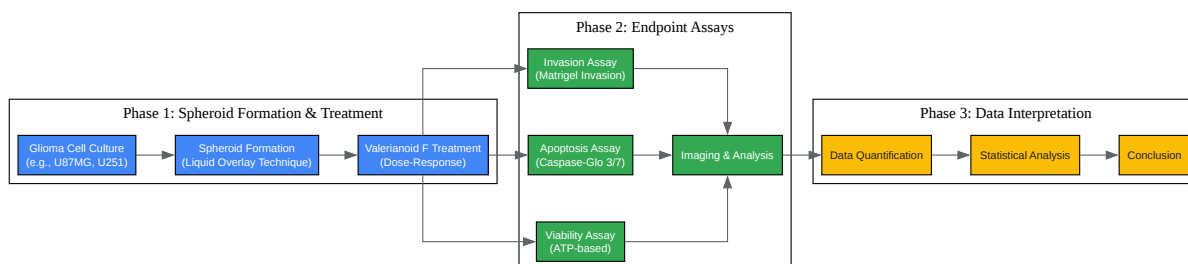 Phase 1: Spheroid Formation & Treatment
Glioma Cell Culture
(e.g., U87MG, U251)
Spheroid Formation
(Liquid Overlay Technique)
Valerianoid F Treatment
(Dose-Response)
Phase 2: Endpoint Assays
Invasion Assay
(Matrigel Invasion)
Apoptosis Assay
(Caspase-Glo 3/7)
Viability Assay
(ATP-based)
Imaging & Analysis
Phase 3: Data Interpretation
Data Quantification
Statistical Analysis
Conclusion